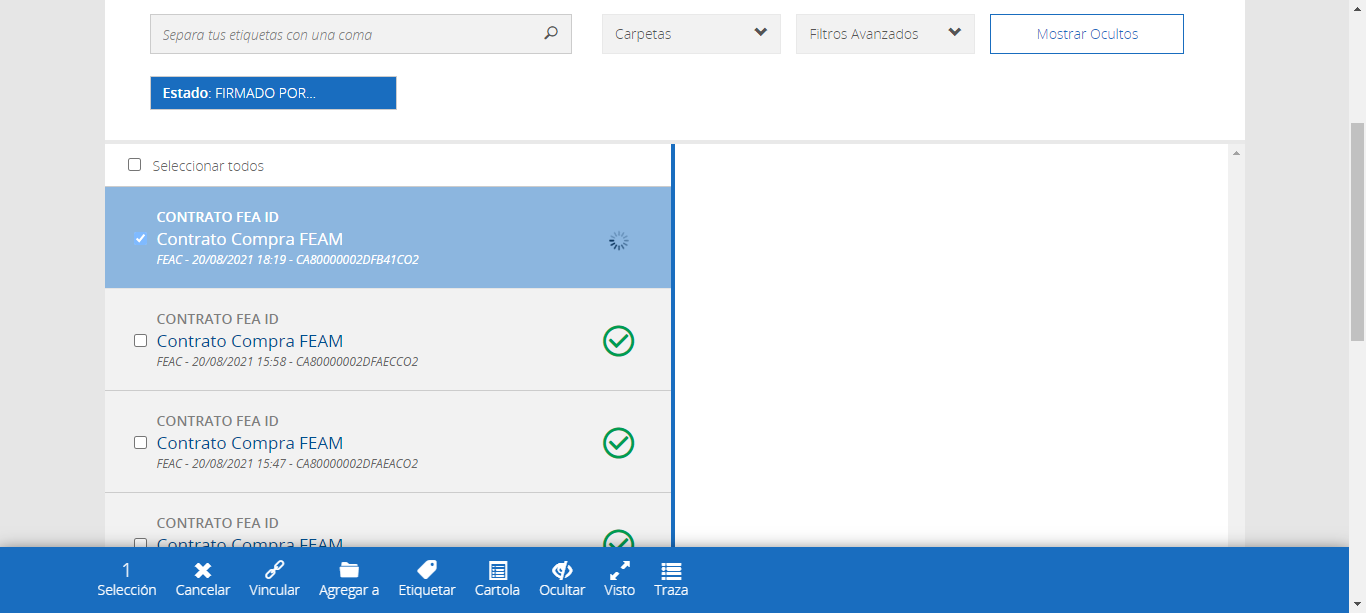 Separa tus etiquetas con una coma
Carpetas
Filtros Avanzados
Mostrar Ocultos
Estado: FIRMADO POR...
Seleccionar todos
CONTRATO FEA ID
Contrato Compra FEAM
FEAC - 20/08/2021 18:19 - CA80000002DFB41CO2
CONTRATO FEA ID
Contrato Compra FEAM
FEAC - 20/08/2021 15:58 - CA80000002DFAECCO2
CONTRATO FEA ID
Contrato Compra FEAM
FEAC - 20/08/2021 15:47 - CA80000002DFAEACO2
CONTRATO FEA ID
Contrato Compra FEAM
1
Selección
Cancelar
Vincular
Agregar a
Etiquetar
Cartola
Ocultar
Visto
Traza